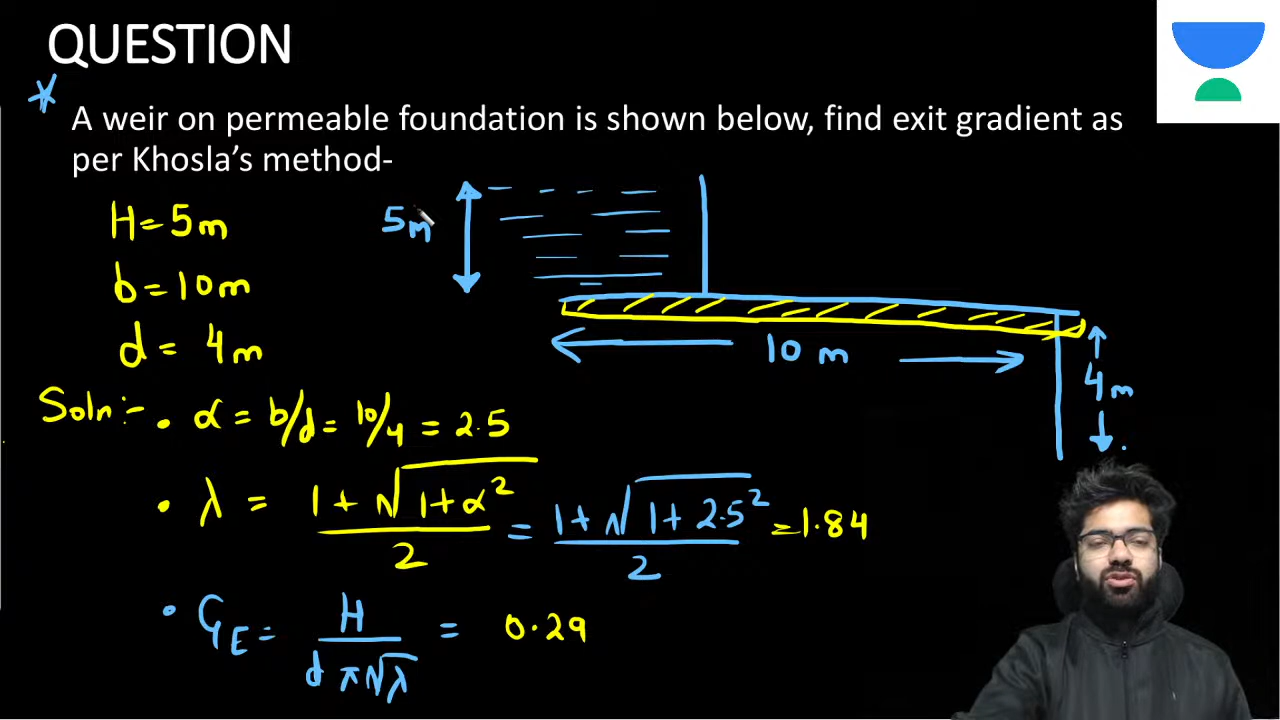 QUESTION
* A weir on permeable foundation is shown below, find exit gradient as
per Khosla's method-
H = 5m
5m
b = 10m
d = 4m
10 m
4m
Soln:- • α = b/d = 10/4 = 2.5
• λ = 1+√1+α² / 2 = 1+√1+2.5² / 2 = 1.84
• GE = H / dπ√λ = 0.29